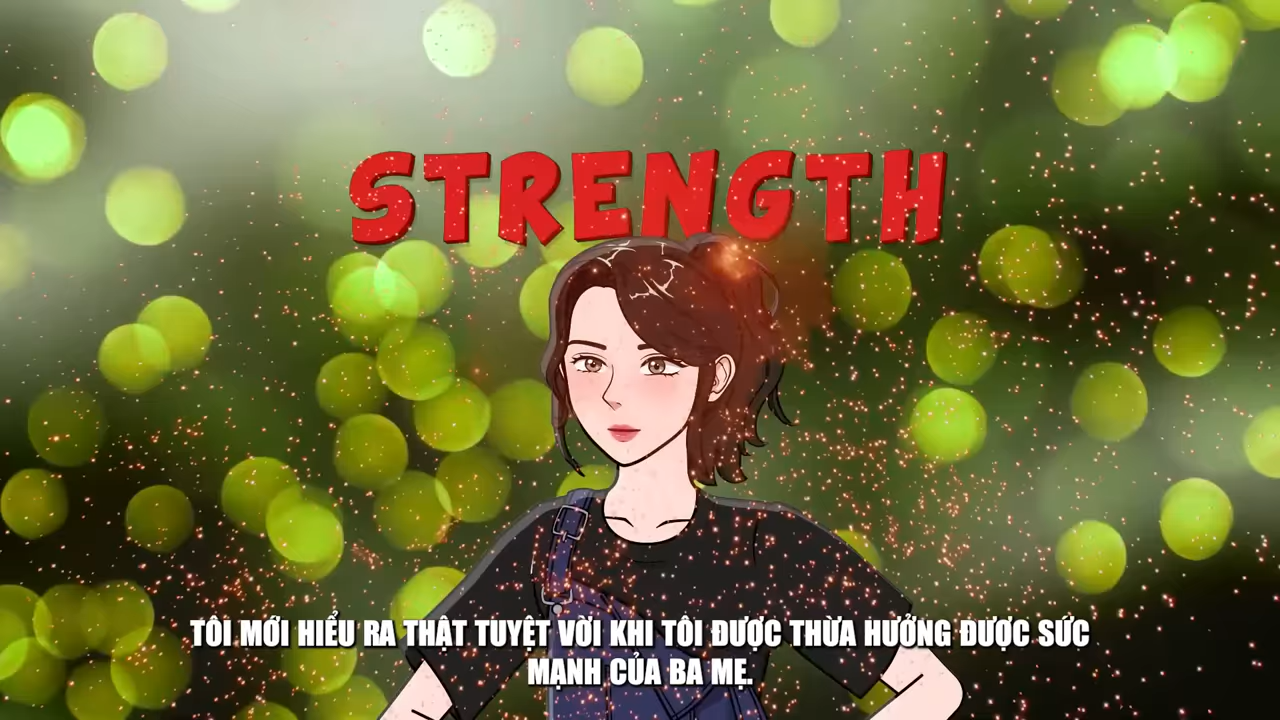 STRENGTH
TÔI MỚI HIỂU RA THẬT TUYỆT VỜI KHI TÔI ĐƯỢC THỪA HƯỞNG ĐƯỢC SỨC
MẠNH CỦA BA MẸ.